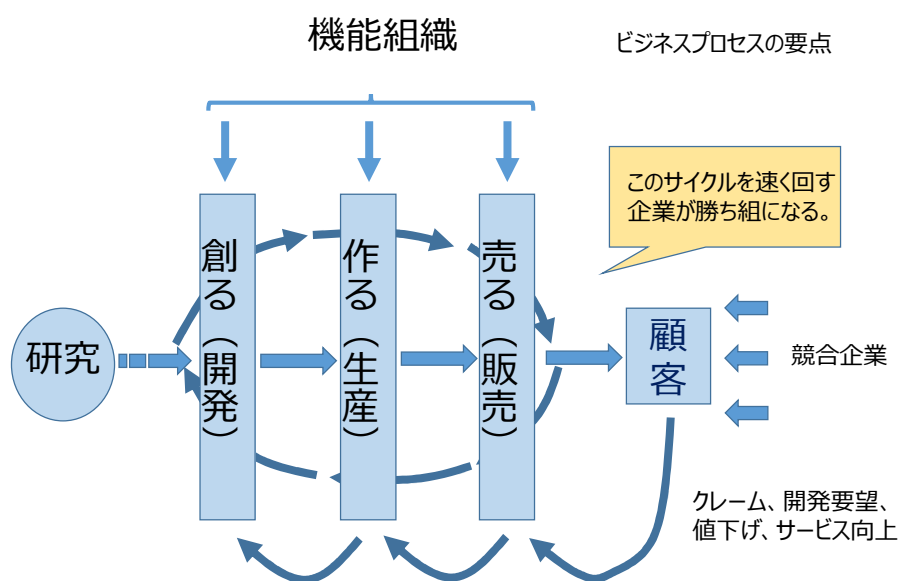 機能組織
ビジネスプロセスの要点
このサイクルを速く回す
企業が勝ち組になる。
研究
創る（開発）
作る（生産）
売る（販売）
顧客
競合企業
クレーム、開発要望、
値下げ、サービス向上